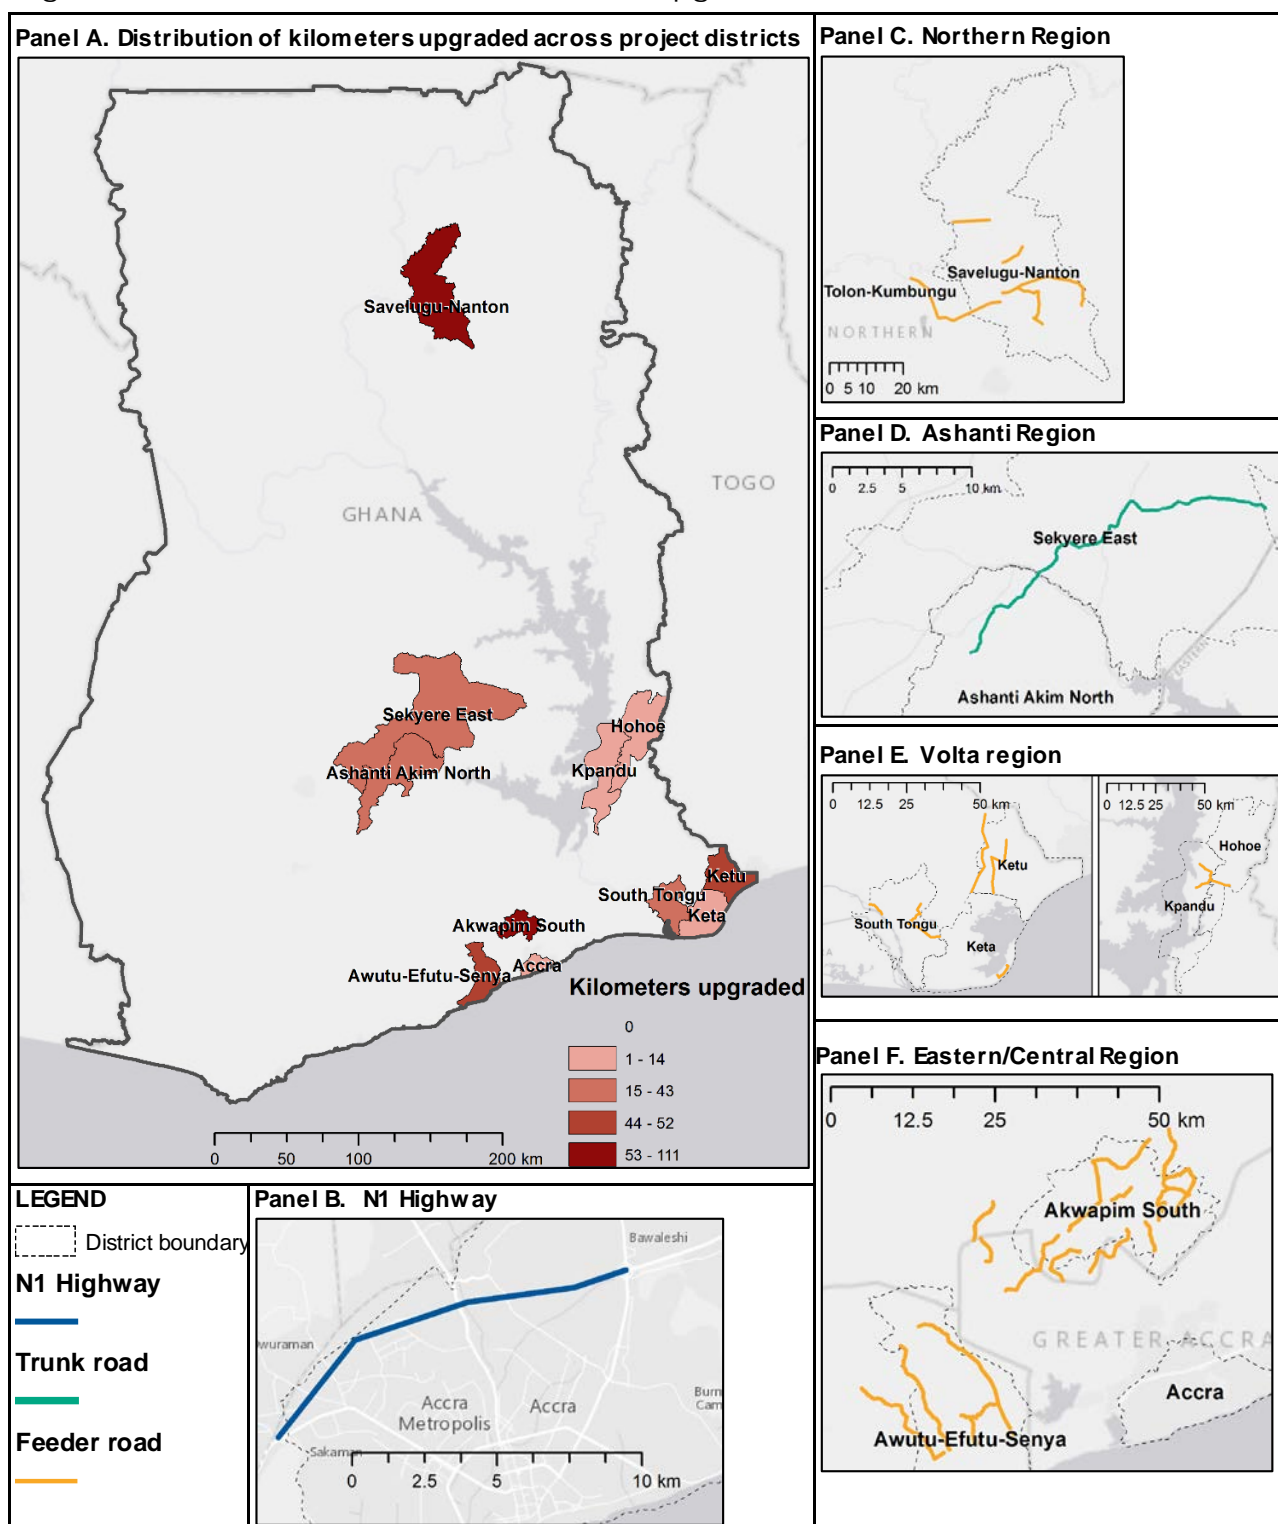 Panel A. Distribution of kilometers upgraded across project districts
Savelugu-Nanton
TOGO
GHANA
Sekyere East
Hohoe
Ashanti Akim North
Kpandu
Ketu
South Tongu
Keta
Akwapim South
Accra
Awutu-Efutu-Senya
Kilometers upgraded
0
1 - 14
15 - 43
44 - 52
53 - 111
0 50 100 200 km
LEGEND
District boundary
N1 Highway
Trunk road
Feeder road
Panel B. N1 Highway
Bawaleshi
wuraman
Accra Metropolis
Accra
Burn
Cam
Sakaman
0 2.5 5 10 km
Panel C. Northern Region
Savelugu-Nanton
Tolon-Kumbungu
NORTHERN
0 5 10 20 km
Panel D. Ashanti Region
0 2.5 5 10 km
Sekyere East
EASTERN
Ashanti Akim North
Panel E. Volta region
0 12.5 25 50 km
Ketu
South Tongu
Keta
A
0 12.5 25 50 km
Hohoe
Kpandu
Panel F. Eastern/Central Region
0 12.5 25 50 km
Akwapim South
GREATER ACCRA
Accra
Awutu-Efutu-Senya